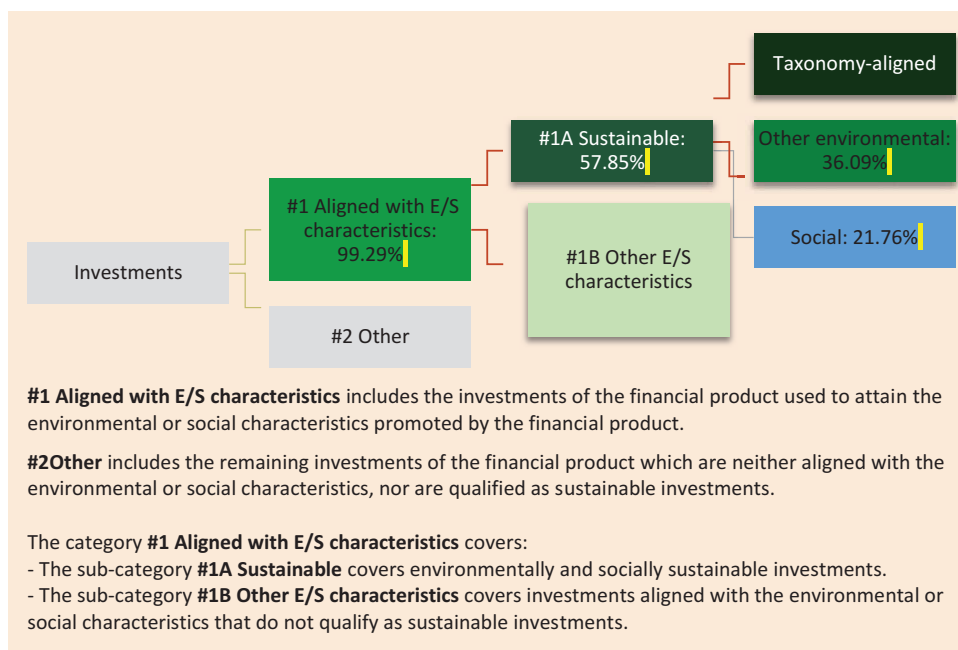 Taxonomy-aligned
#1A Sustainable:
57.85%
Other environmental:
36.09%
#1 Aligned with E/S
characteristics:
99.29%
Social: 21.76%
#1B Other E/S
characteristics
Investments
#2 Other
#1 Aligned with E/S characteristics includes the investments of the financial product used to attain the
environmental or social characteristics promoted by the financial product.
#2Other includes the remaining investments of the financial product which are neither aligned with the
environmental or social characteristics, nor are qualified as sustainable investments.
The category #1 Aligned with E/S characteristics covers:
- The sub-category #1A Sustainable covers environmentally and socially sustainable investments.
- The sub-category #1B Other E/S characteristics covers investments aligned with the environmental or
social characteristics that do not qualify as sustainable investments.